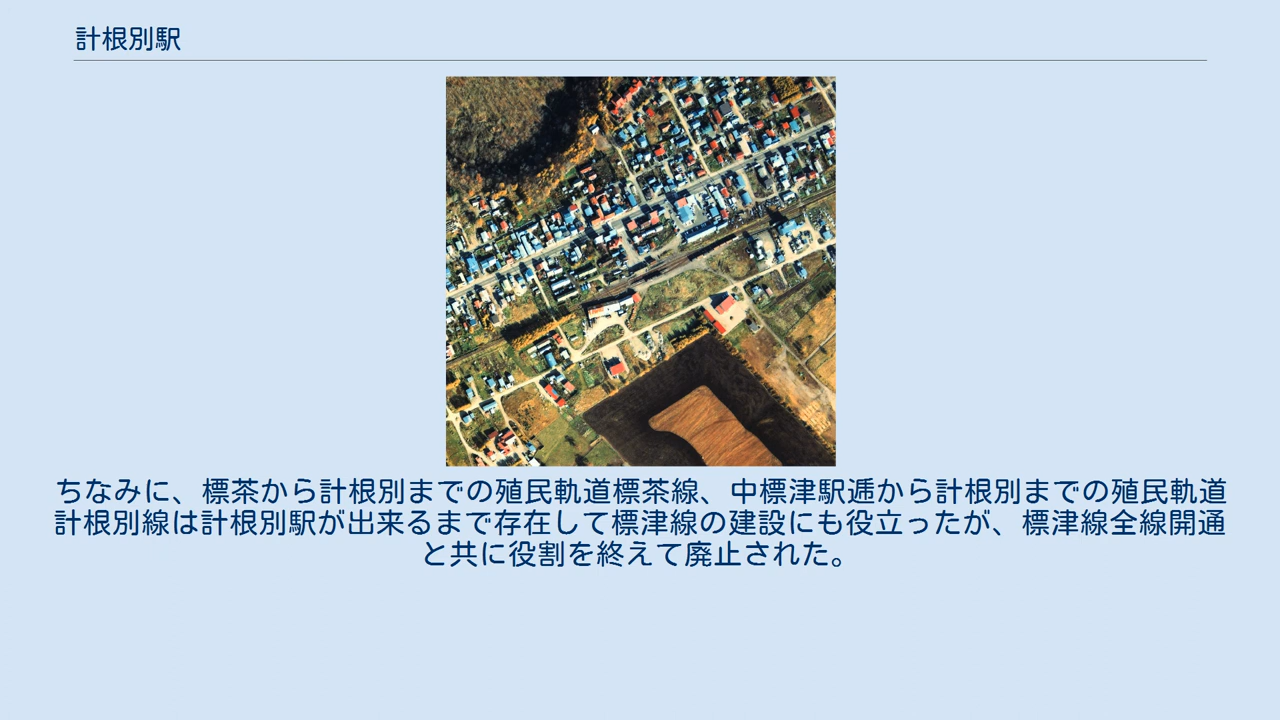 計根別駅
ちなみに、標茶から計根別までの殖民軌道標茶線、中標津駅逓から計根別までの殖民軌道
計根別線は計根別駅が出来るまで存在して標津線の建設にも役立ったが、標津線全線開通
と共に役割を終えて廃止された。